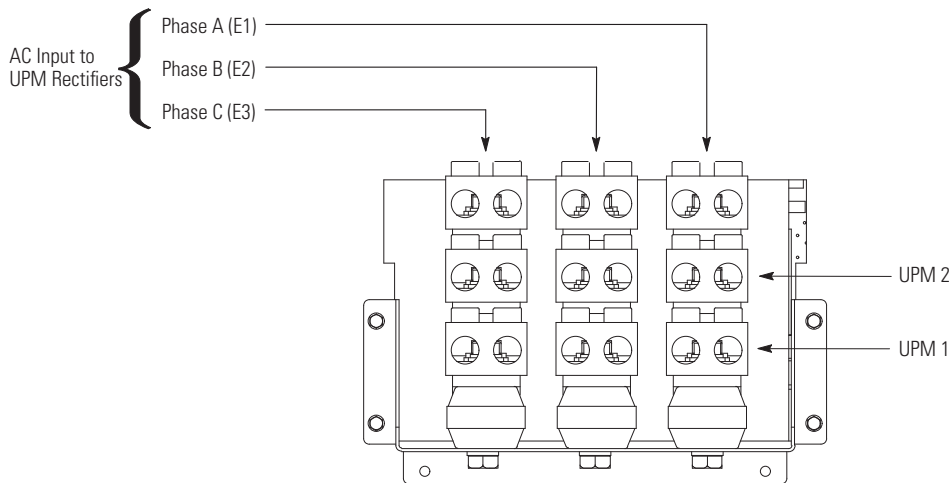 Phase A (E1)
AC Input to
UPM Rectifiers
Phase B (E2)
Phase C (E3)
UPM 2
UPM 1